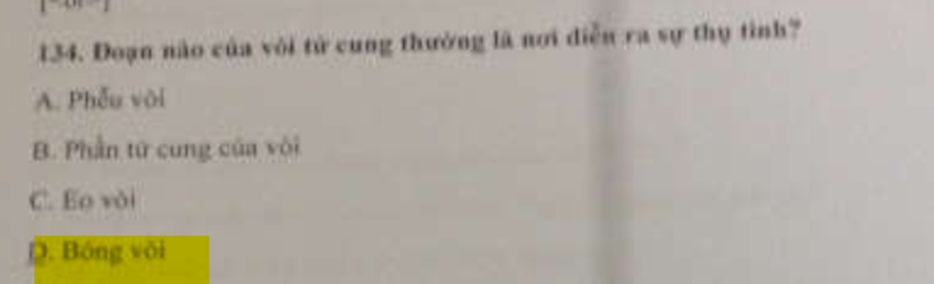 134. Đoạn nào của vòi tử cung thường là nơi diễn ra sự thụ tinh?
A. Phễu vòi
B. Phần tử cung của vòi
C. Eo vòi
D. Bóng vòi